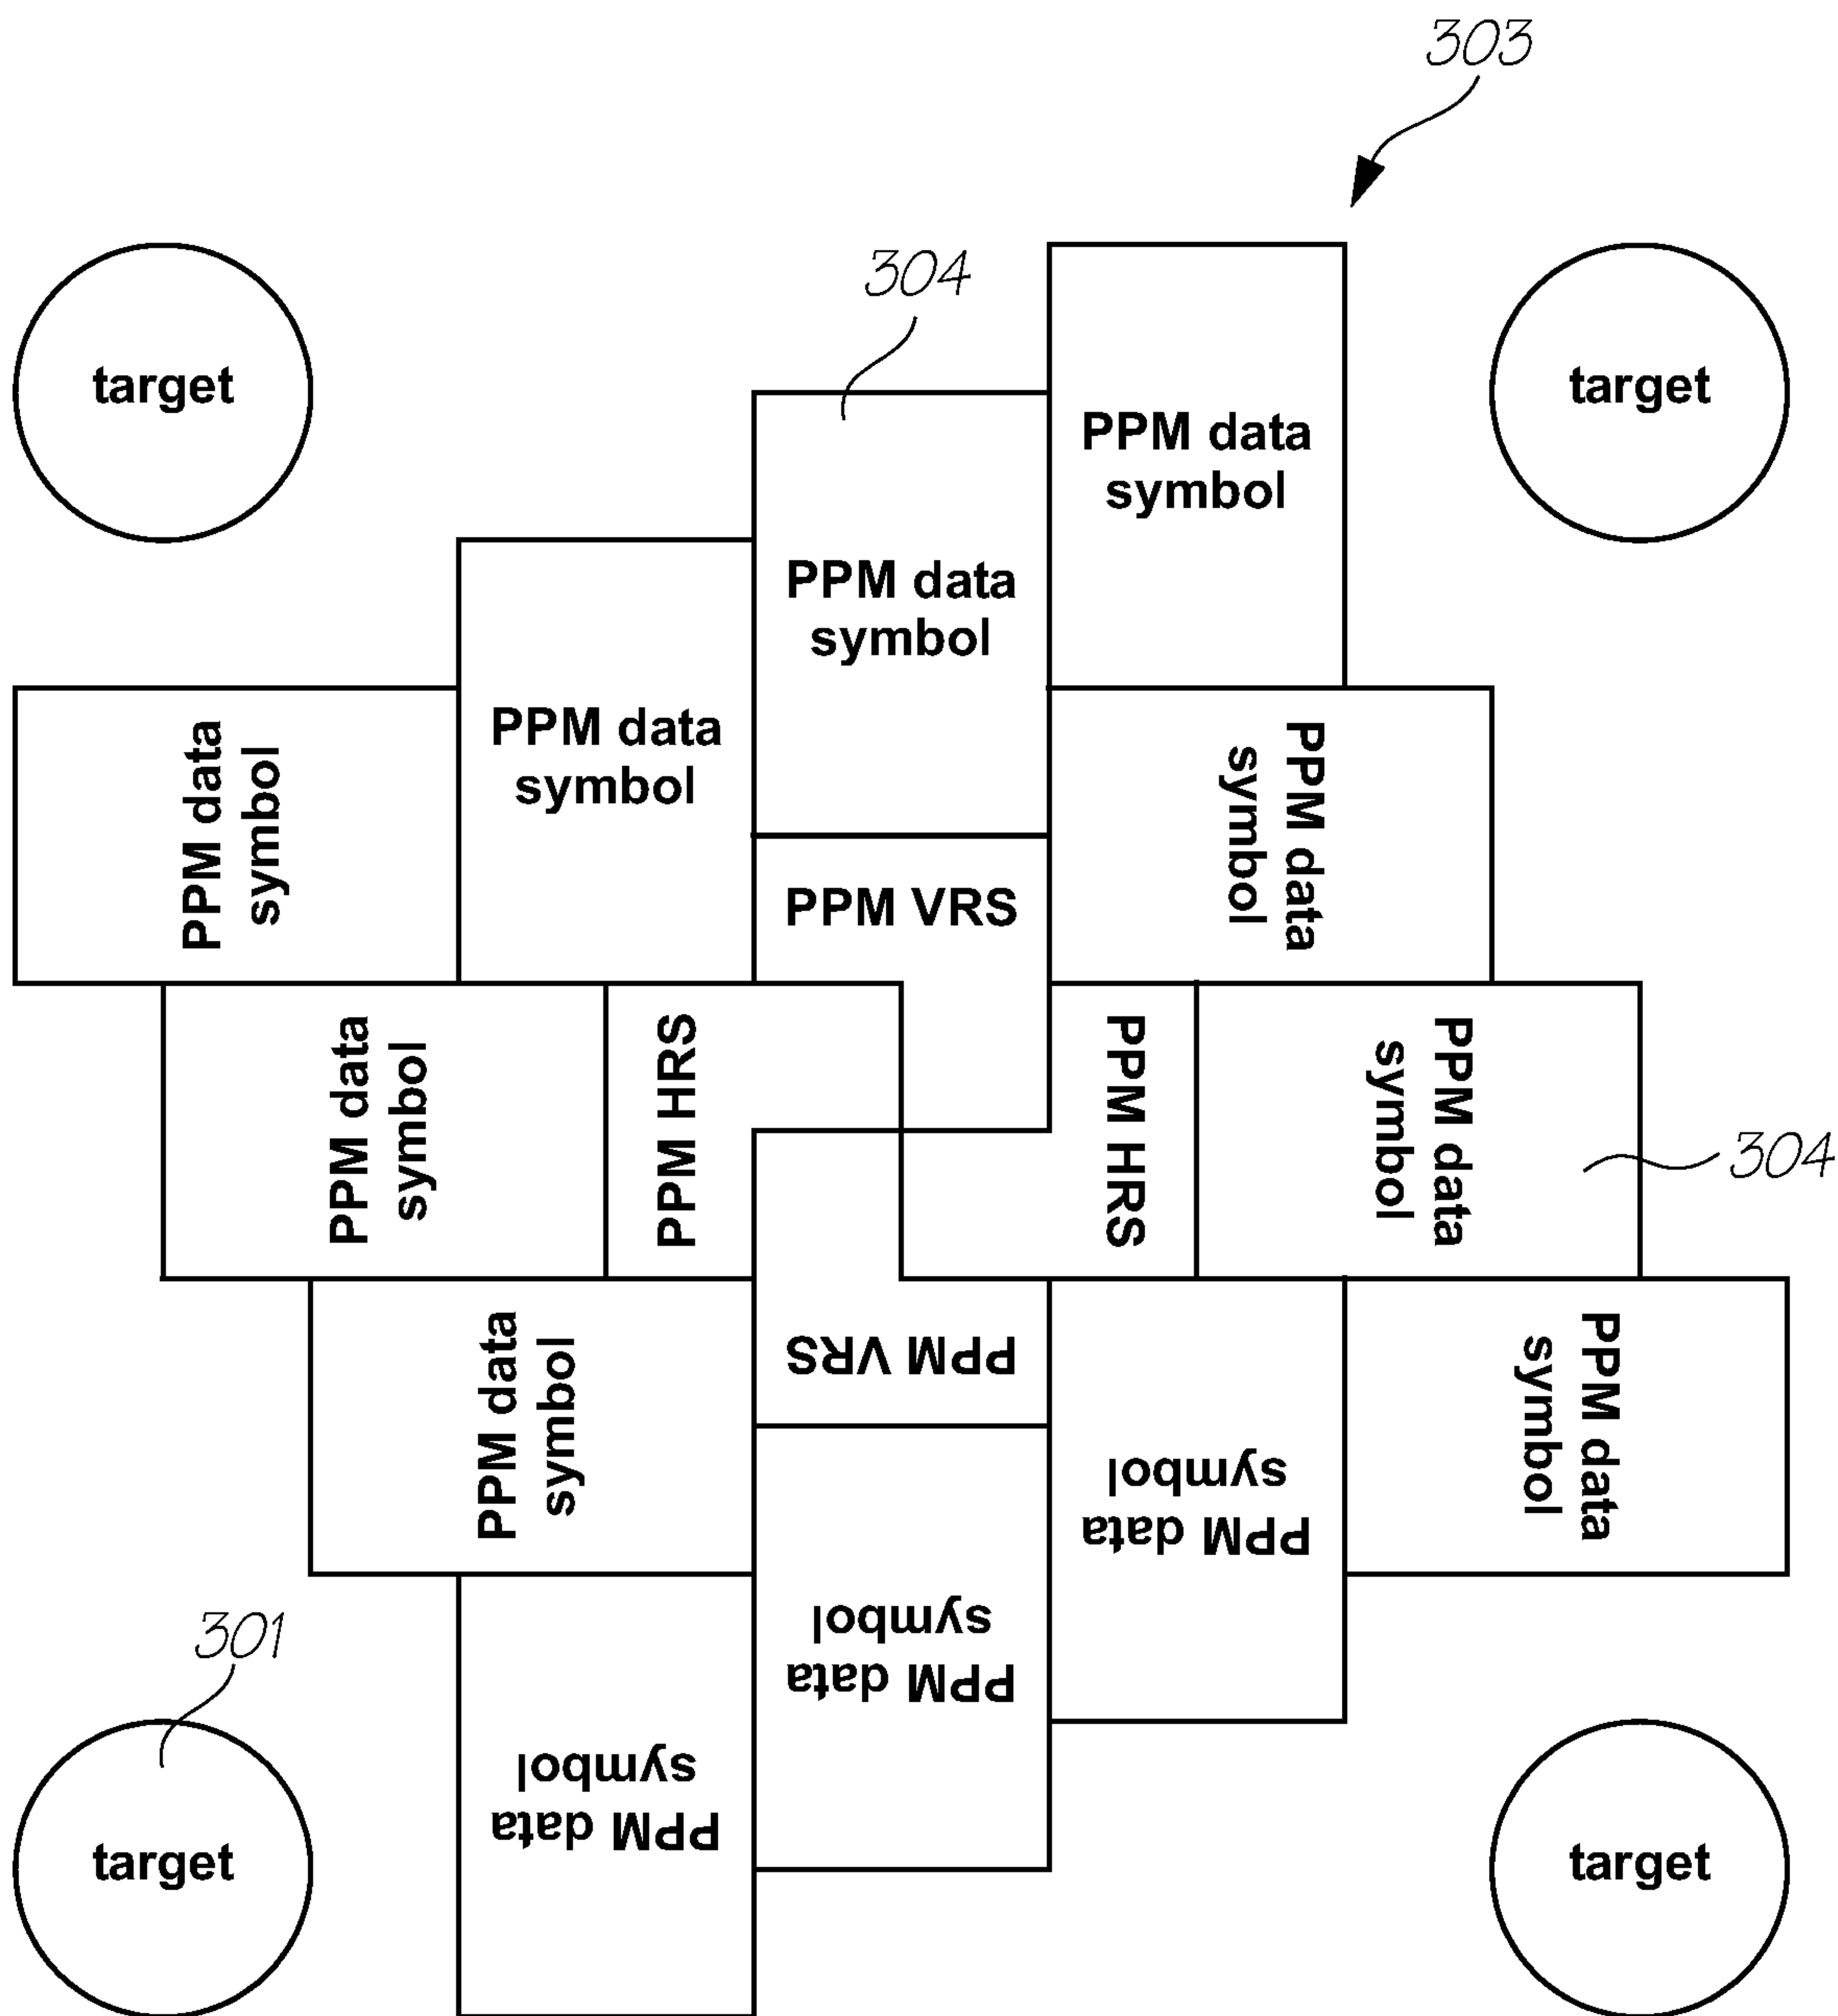 303
304
target
target
PPM data
symbol
PPM data
symbol
PPM data
symbol
PPM data
symbol
PPM data
symbol
PPM VRS
PPM data
symbol
PPM HRS
PPM HRS
PPM data
symbol
304
PPM data
symbol
PPM VRS
PPM data
symbol
PPM data
symbol
PPM data
symbol
301
PPM data
symbol
target
target